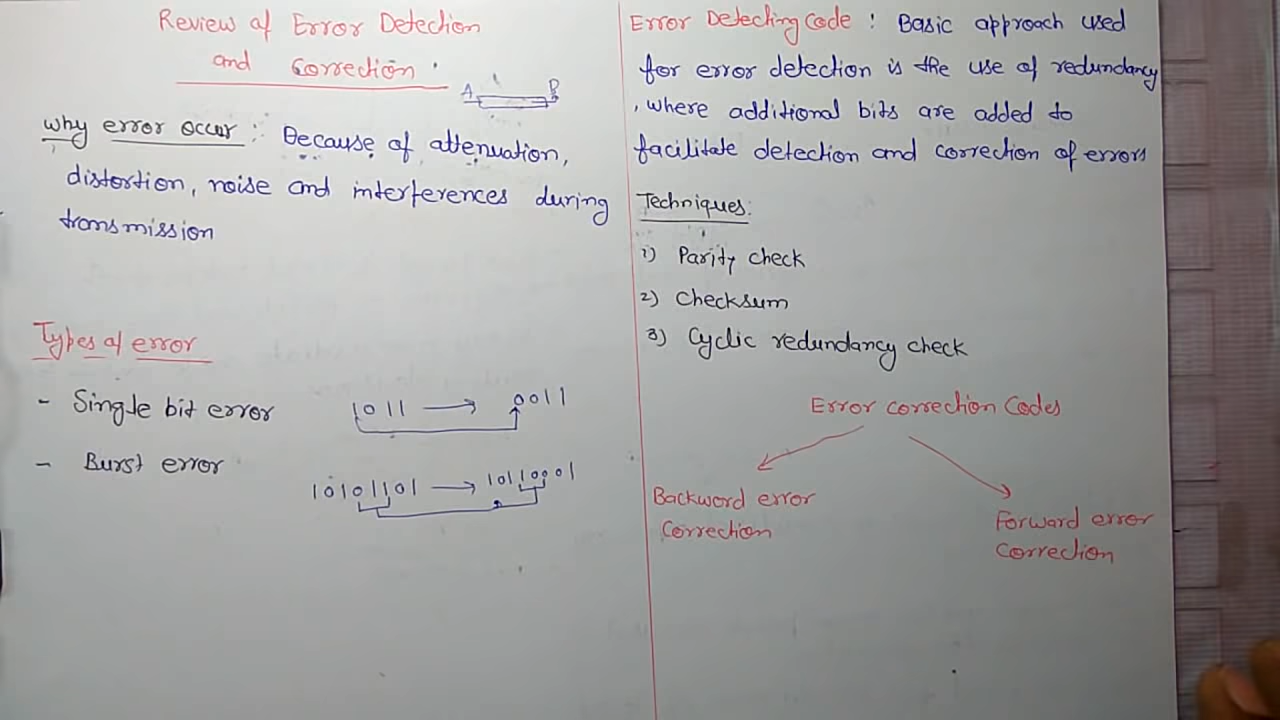 Review of Error Detection
and Correction
A B
Why error occur : Because of attenuation,
distortion, noise and interferences during
transmission
Types of error
- Single bit error 1011 → 0011
- Burst error 10101101 → 10110001
Error Detecting Code : Basic approach used
for error detection is the use of redundancy
, where additional bits are added to
facilitate detection and correction of errors
Techniques:
1) Parity check
2) Checksum
3) Cyclic redundancy check
Error correction Codes
Backword error
Correction
Forward error
Correction